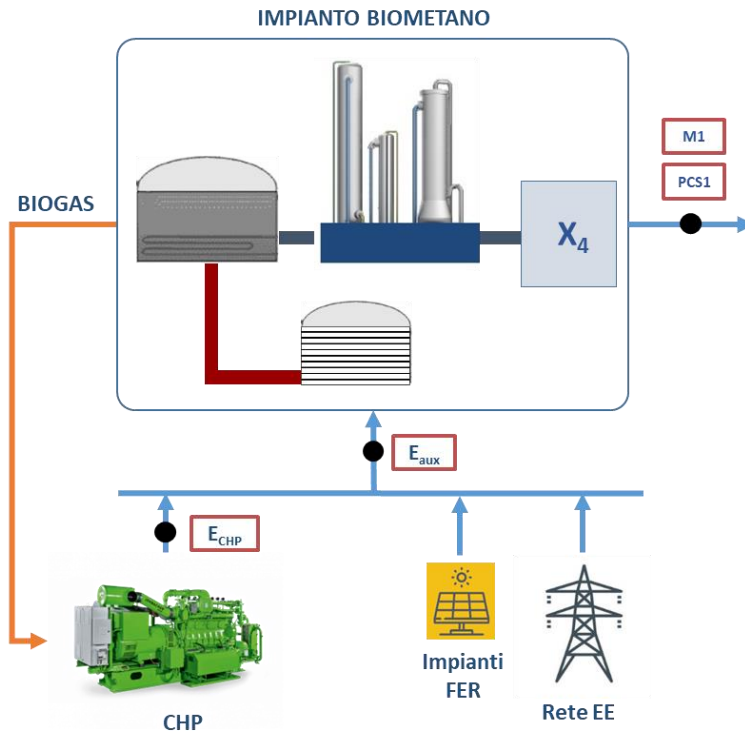 IMPIANTO BIOMETANO
M1
PCS1
BIOGAS
X4
Eaux
ECHP
Impianti
FER
Rete EE
CHP